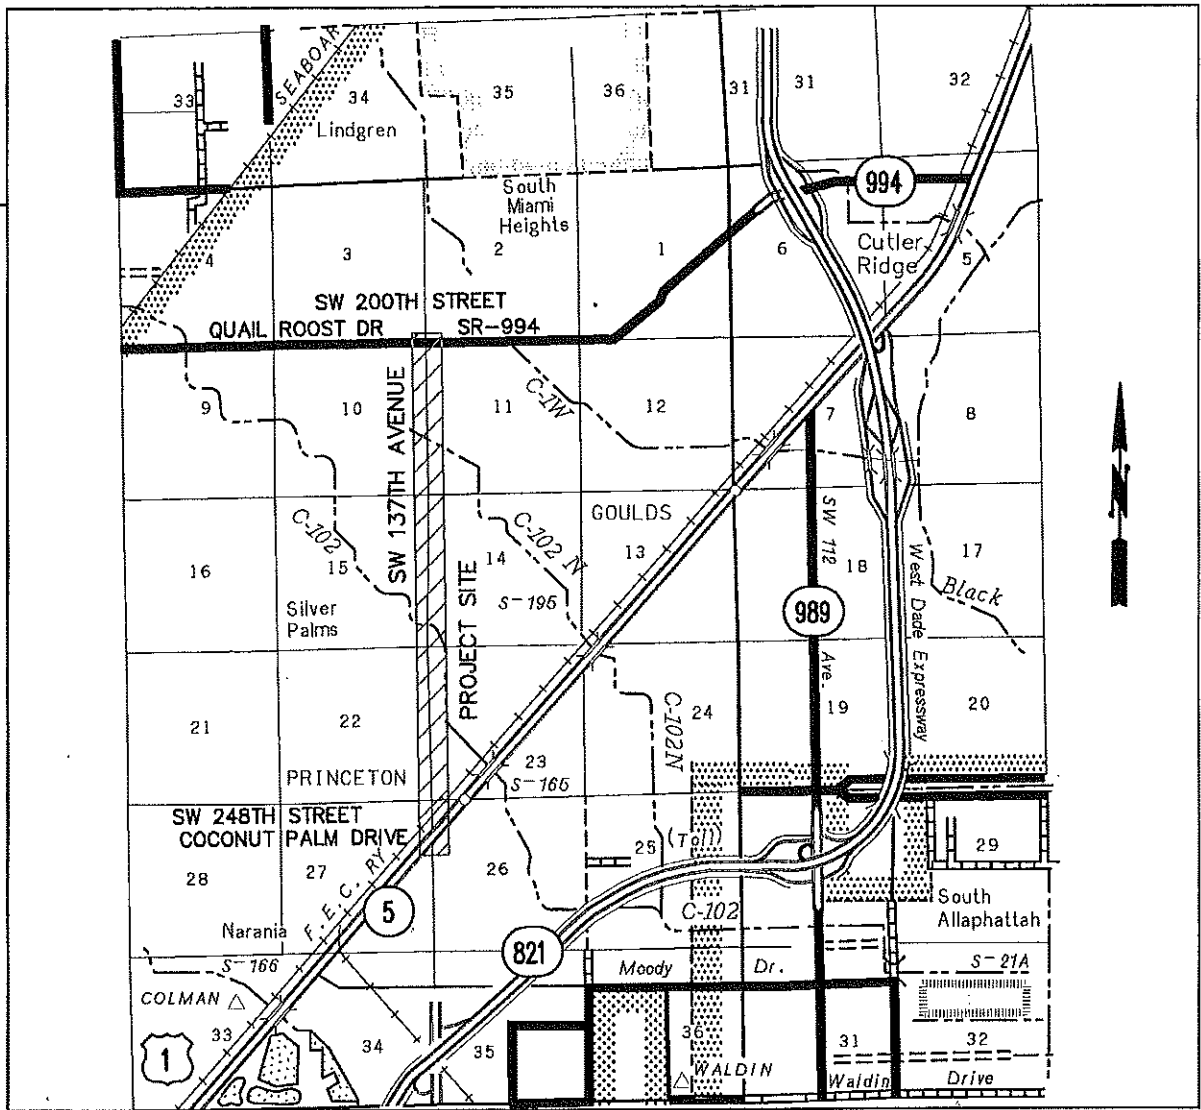 SEABOAR
33
34
35
36
31
31
32
Lindgren
994
South
Miami
Heights
4
3
2
1
6
Cutler
Ridge
5
SW 200TH STREET
QUAIL ROOST DR
SR-994
9
10
11
C-1W
12
7
8
SW 137TH AVENUE
C-102
C-102 N
GOULDS
16
15
14
13
SW 112
Ave.
18
17
West Dade Expressway
Black
S-195
989
Silver
Palms
PROJECT SITE
21
22
23
C-102N
24
19
20
PRINCETON
S-165
SW 248TH STREET
COCONUT PALM DRIVE
28
27
26
25
(Toll)
29
F.E.C. RY.
5
South
Allaphattah
Narania
C-102
821
S-166
Moody
Dr.
S-21A
COLMAN
N
33
34
35
36
31
32
1
WALDIN
Waldin
Drive